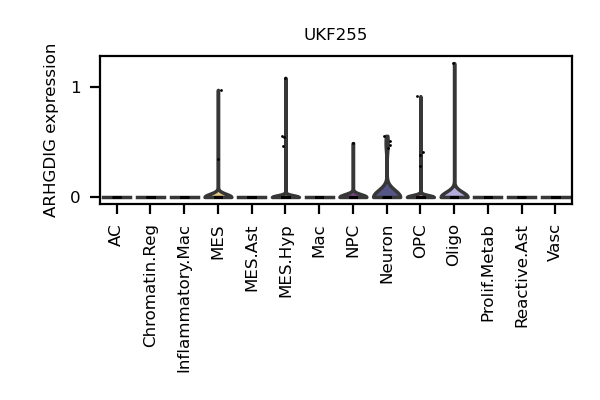 UKF255
ARHGDIG expression
1
0
AC
Chromatin.Reg
Inflammatory.Mac
MES
MES.Ast
MES.Hyp
Mac
NPC
Neuron
OPC
Oligo
Prolif.Metab
Reactive.Ast
Vasc